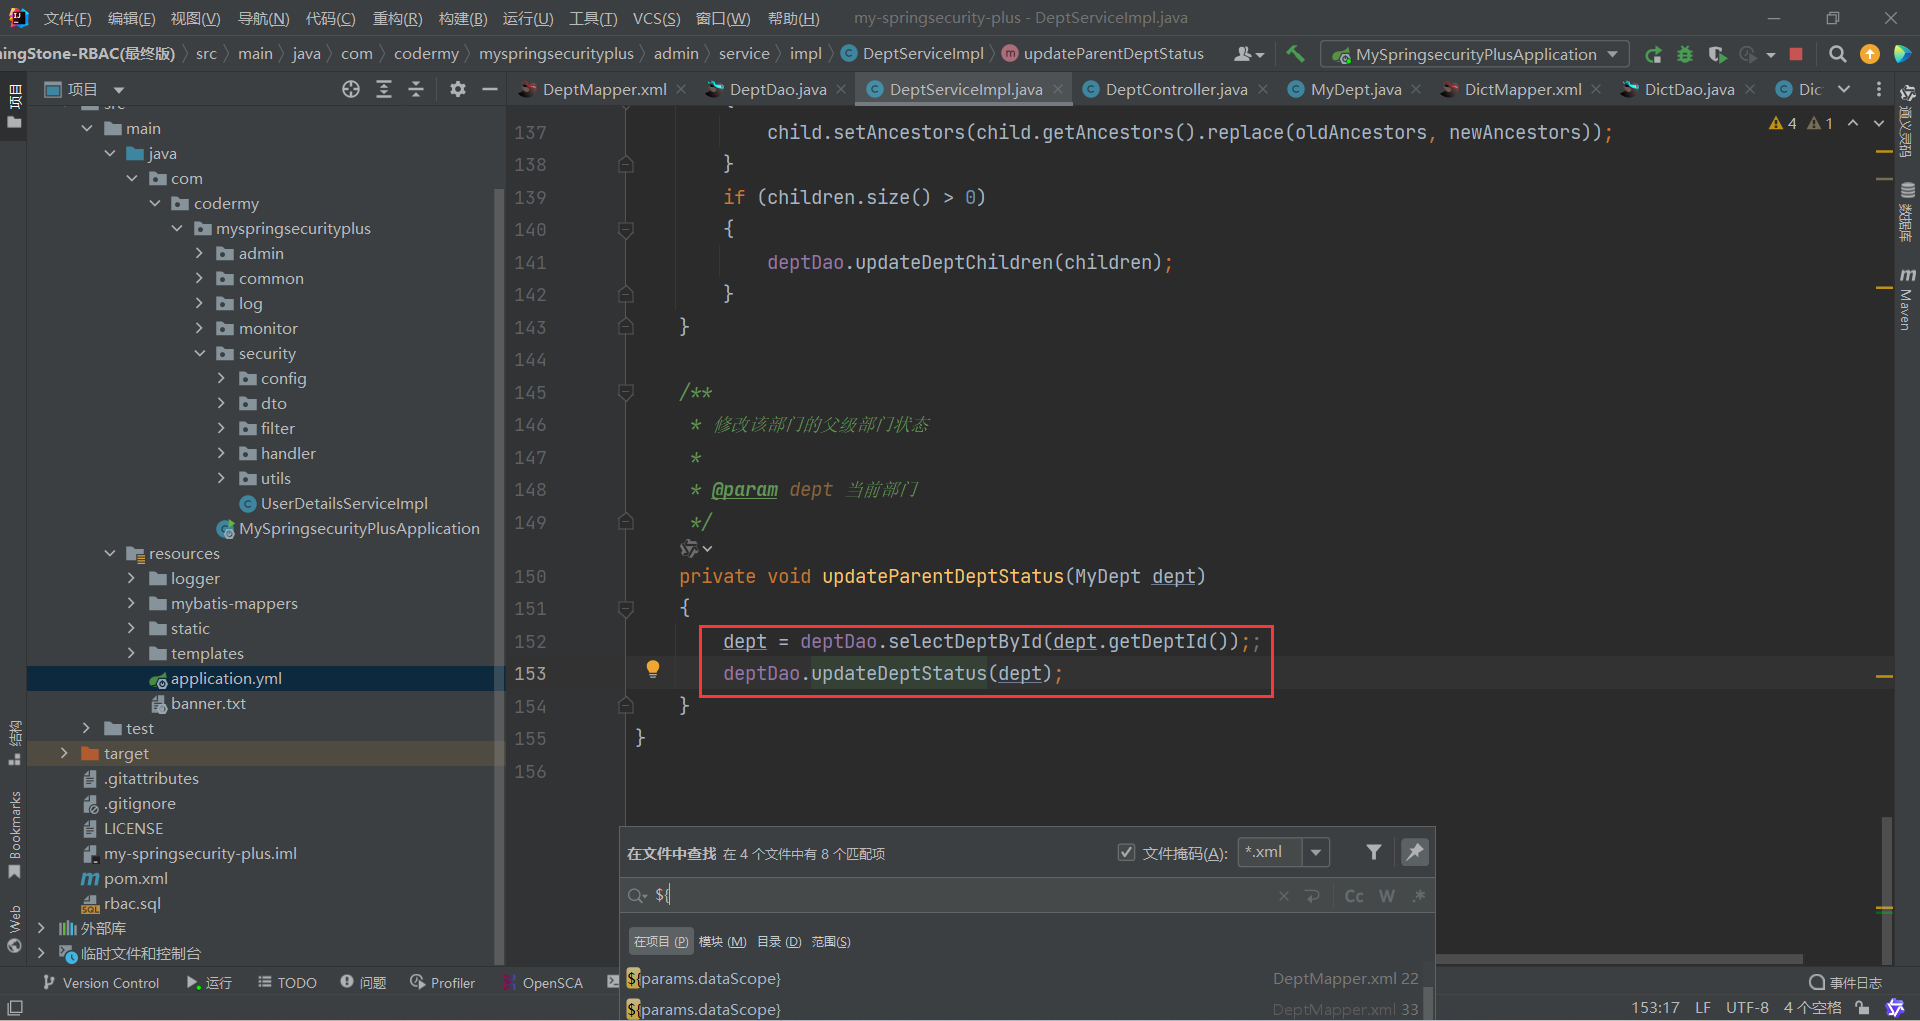 文件(F) 编辑(E) 视图(V) 导航(N) 代码(C) 重构(R) 构建(B) 运行(U) 工具(T) VCS(S) 窗口(W) 帮助(H) my-springsecurity-plus - DeptServiceImpl.java
ningStone-RBAC(最终版) src main java com codermy myspringsecurityplus admin service impl DeptServiceImpl updateParentDeptStatus MySpringsecurityPlusApplication
项目
项目
DeptMapper.xml DeptDao.java DeptServiceImpl.java DeptController.java MyDept.java DictMapper.xml DictDao.java Dic
src
main
java
com
codermy
myspringsecurityplus
admin
common
log
monitor
security
config
dto
filter
handler
utils
UserDetailsServiceImpl
MySpringsecurityPlusApplication
resources
logger
mybatis-mappers
static
templates
application.yml
banner.txt
test
target
.gitattributes
.gitignore
LICENSE
my-springsecurity-plus.iml
pom.xml
rbac.sql
外部库
临时文件和控制台
结构
Bookmarks
Web
4 1
{
137 child.setAncestors(child.getAncestors().replace(oldAncestors, newAncestors));
138 }
139 if (children.size() > 0)
140 {
141 deptDao.updateDeptChildren(children);
142 }
143 }
144
145 /**
146 * 修改该部门的父级部门状态
147 *
148 * @param dept 当前部门
149 */
150 private void updateParentDeptStatus(MyDept dept)
151 {
152 dept = deptDao.selectDeptById(dept.getDeptId());;
153 deptDao.updateDeptStatus(dept);
154 }
155 }
156
通义灵码
数据库
Maven
在文件中查找 在 4 个文件中有 8 个匹配项 文件掩码(A): *.xml
${ Cc W .*
在项目 (P) 模块 (M) 目录 (D) 范围(S)
${params.dataScope} DeptMapper.xml 22
${params.dataScope} DeptMapper.xml 33
Version Control 运行 TODO 问题 Profiler OpenSCA 事件日志
153:17 LF UTF-8 4 个空格